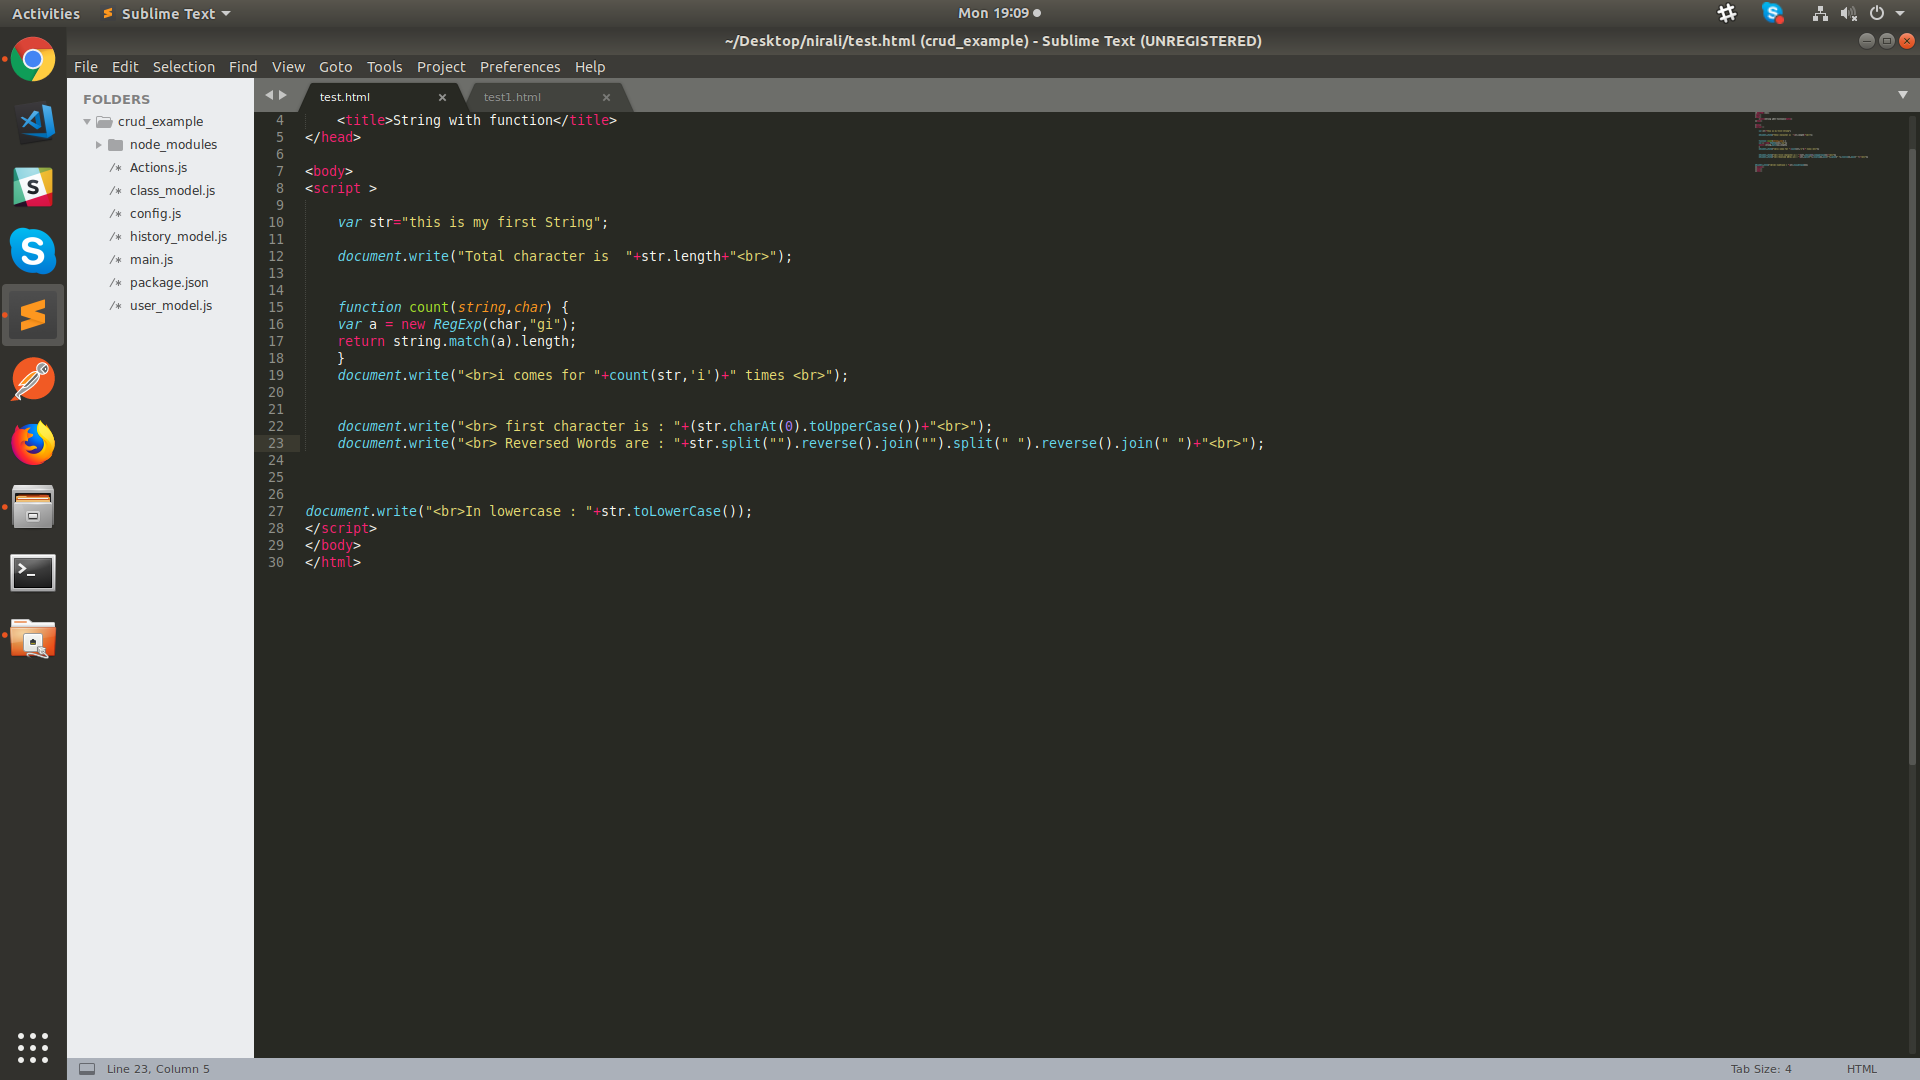 Activities Sublime Text Mon 19:09
~/Desktop/nirali/test.html (crud_example) - Sublime Text (UNREGISTERED)
File Edit Selection Find View Goto Tools Project Preferences Help
FOLDERS
crud_example
node_modules
/* Actions.js
/* class_model.js
/* config.js
/* history_model.js
/* main.js
/* package.json
/* user_model.js
test.html × test1.html ×
4 <title>String with function</title>
5 </head>
6
7 <body>
8 <script >
9
10 var str="this is my first String";
11
12 document.write("Total character is  "+str.length+"<br>");
13
14
15 function count(string,char) {
16 var a = new RegExp(char,"gi");
17 return string.match(a).length;
18 }
19 document.write("<br>i comes for "+count(str,'i')+" times <br>");
20
21
22 document.write("<br> first character is : "+(str.charAt(0).toUpperCase())+"<br>");
23 document.write("<br> Reversed Words are : "+str.split("").reverse().join("").split(" ").reverse().join(" ")+"<br>");
24
25
26
27 document.write("<br>In lowercase : "+str.toLowerCase());
28 </script>
29 </body>
30 </html>
Line 23, Column 5 Tab Size: 4 HTML